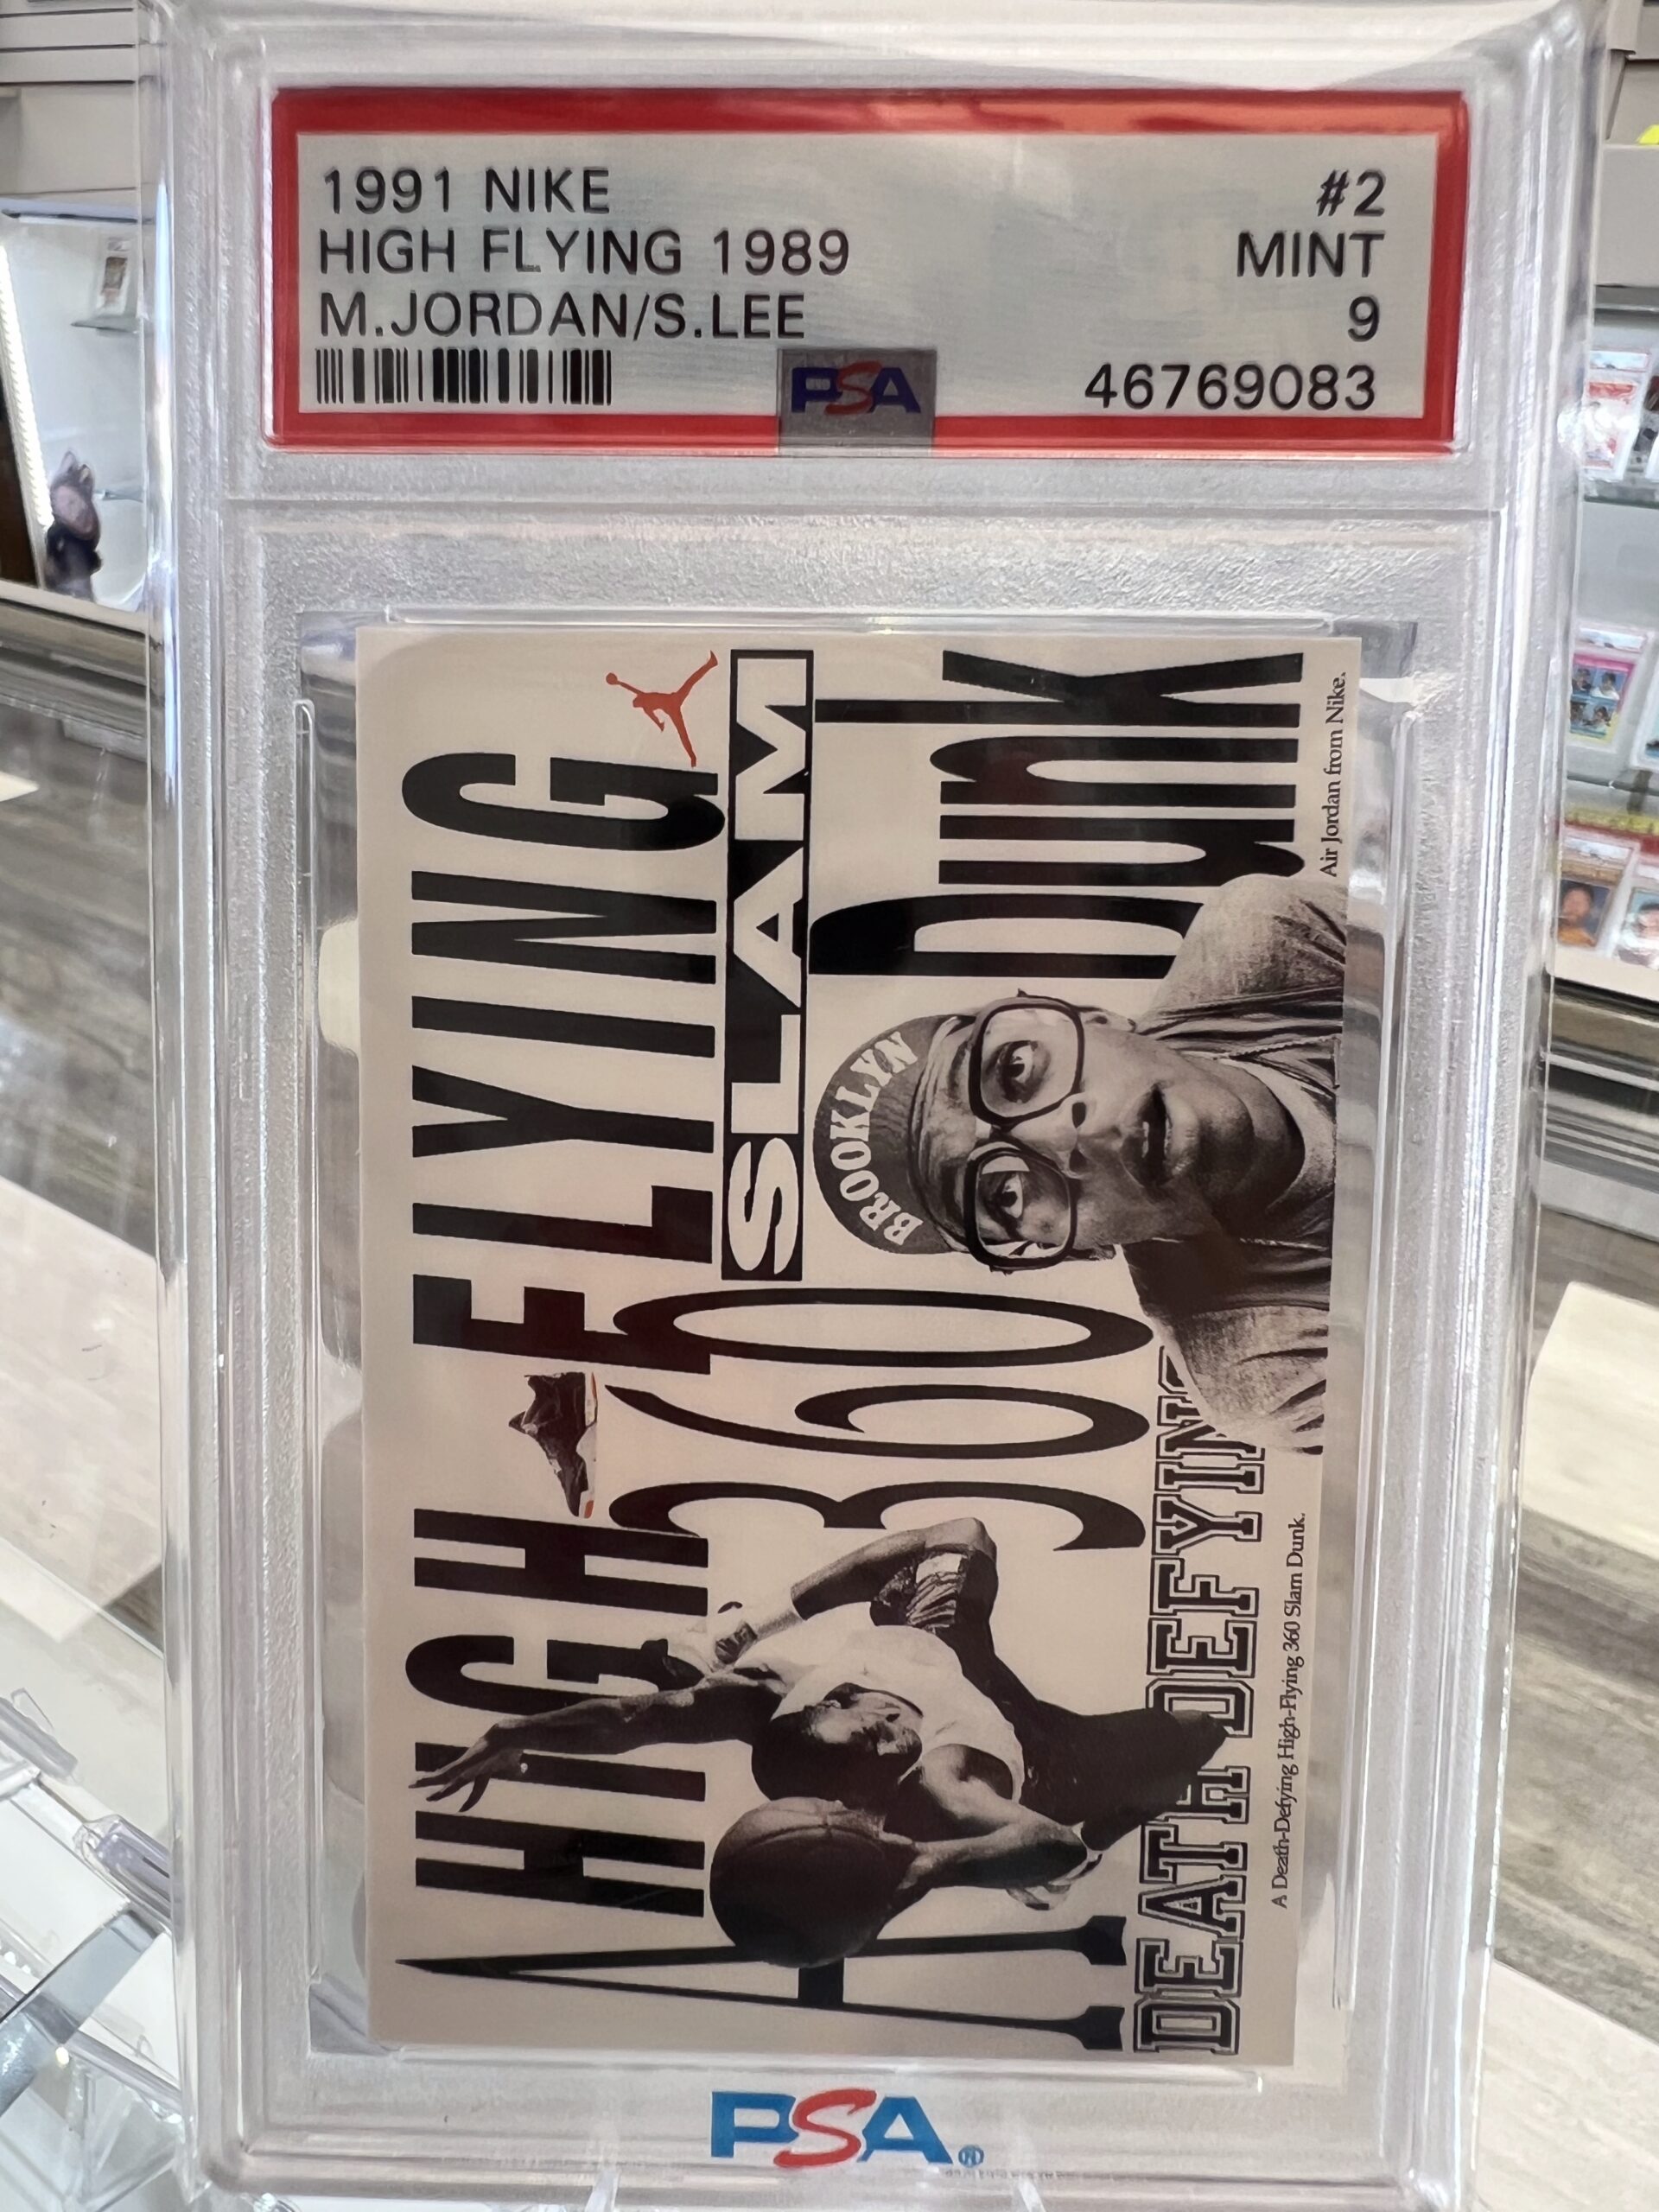 1991 NIKE #2
HIGH FLYING 1989 MINT
M.JORDAN/S.LEE 9
PSA 46769083
A HIGH FLYING
360 SLAM
Dunk
BROOKLYN
DEATH DEFYING
A Death-Defying High-Flying 360 Slam Dunk.
Air Jordan from Nike.
PSA®